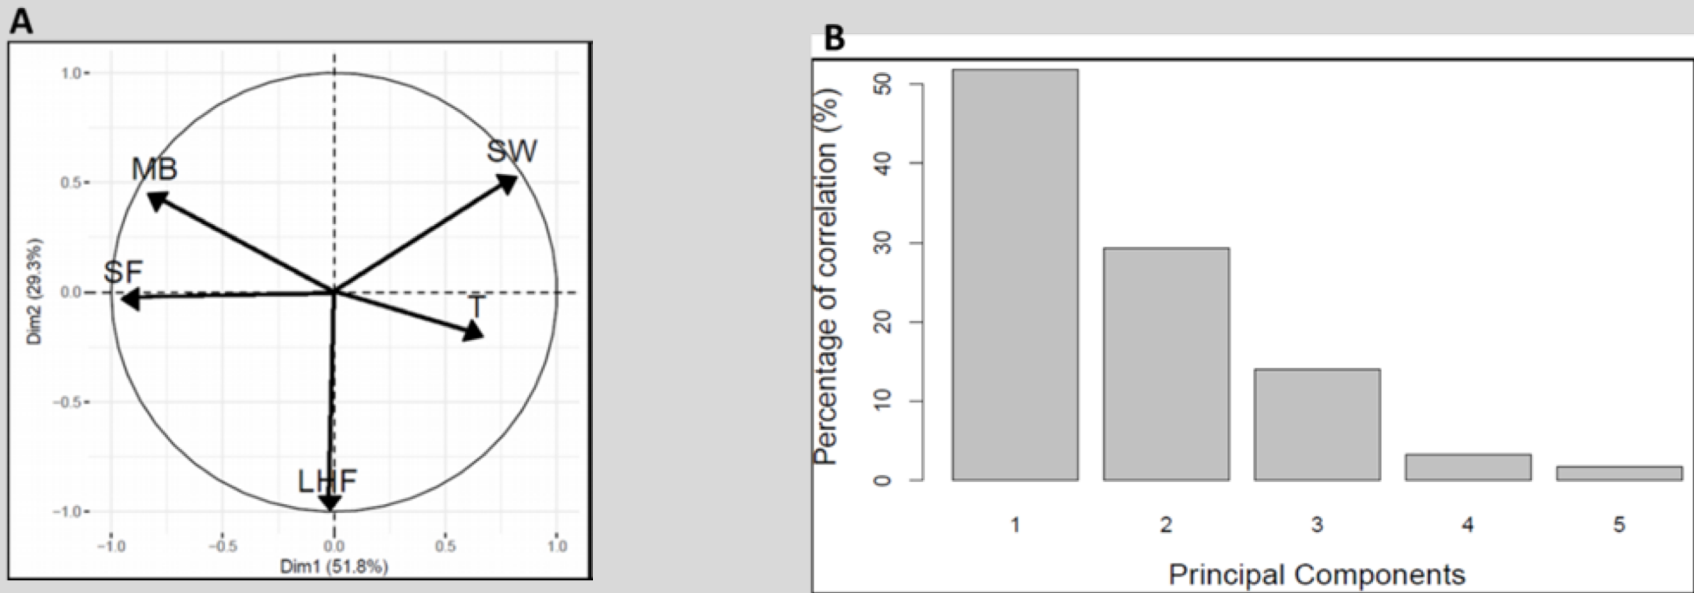 A
1.0
0.5
0.0
−0.5
−1.0
Dim2 (29.3%)
MB
SW
SF
T
LHF
−1.0
−0.5
0.0
0.5
1.0
Dim1 (51.8%)
B
Percentage of correlation (%)
50
40
30
20
10
0
1
2
3
4
5
Principal Components